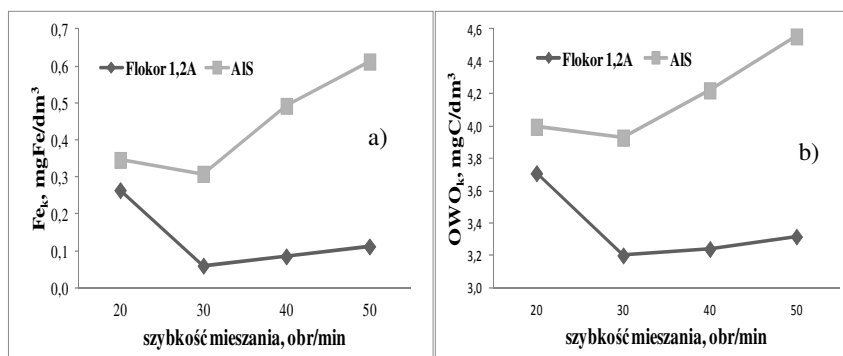 0,7
0,6
0,5
0,4
0,3
0,2
0,1
0,0
Fek, mgFe/dm³
Flokor 1,2A
AlS
a)
20 30 40 50
szybkość mieszania, obr/min
4,6
4,4
4,2
4,0
3,8
3,6
3,4
3,2
3,0
OWOk, mgC/dm³
Flokor 1,2A
AlS
b)
20 30 40 50
szybkość mieszania, obr/min